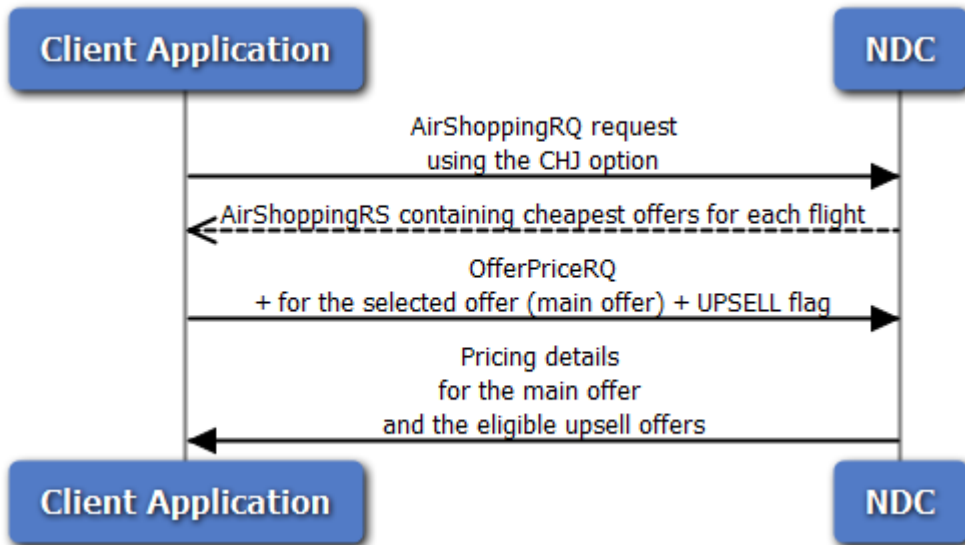 Client Application
NDC
AirShoppingRQ request
using the CHJ option
AirShoppingRS containing cheapest offers for each flight
OfferPriceRQ
+ for the selected offer (main offer) + UPSELL flag
Pricing details
for the main offer
and the eligible upsell offers
Client Application
NDC